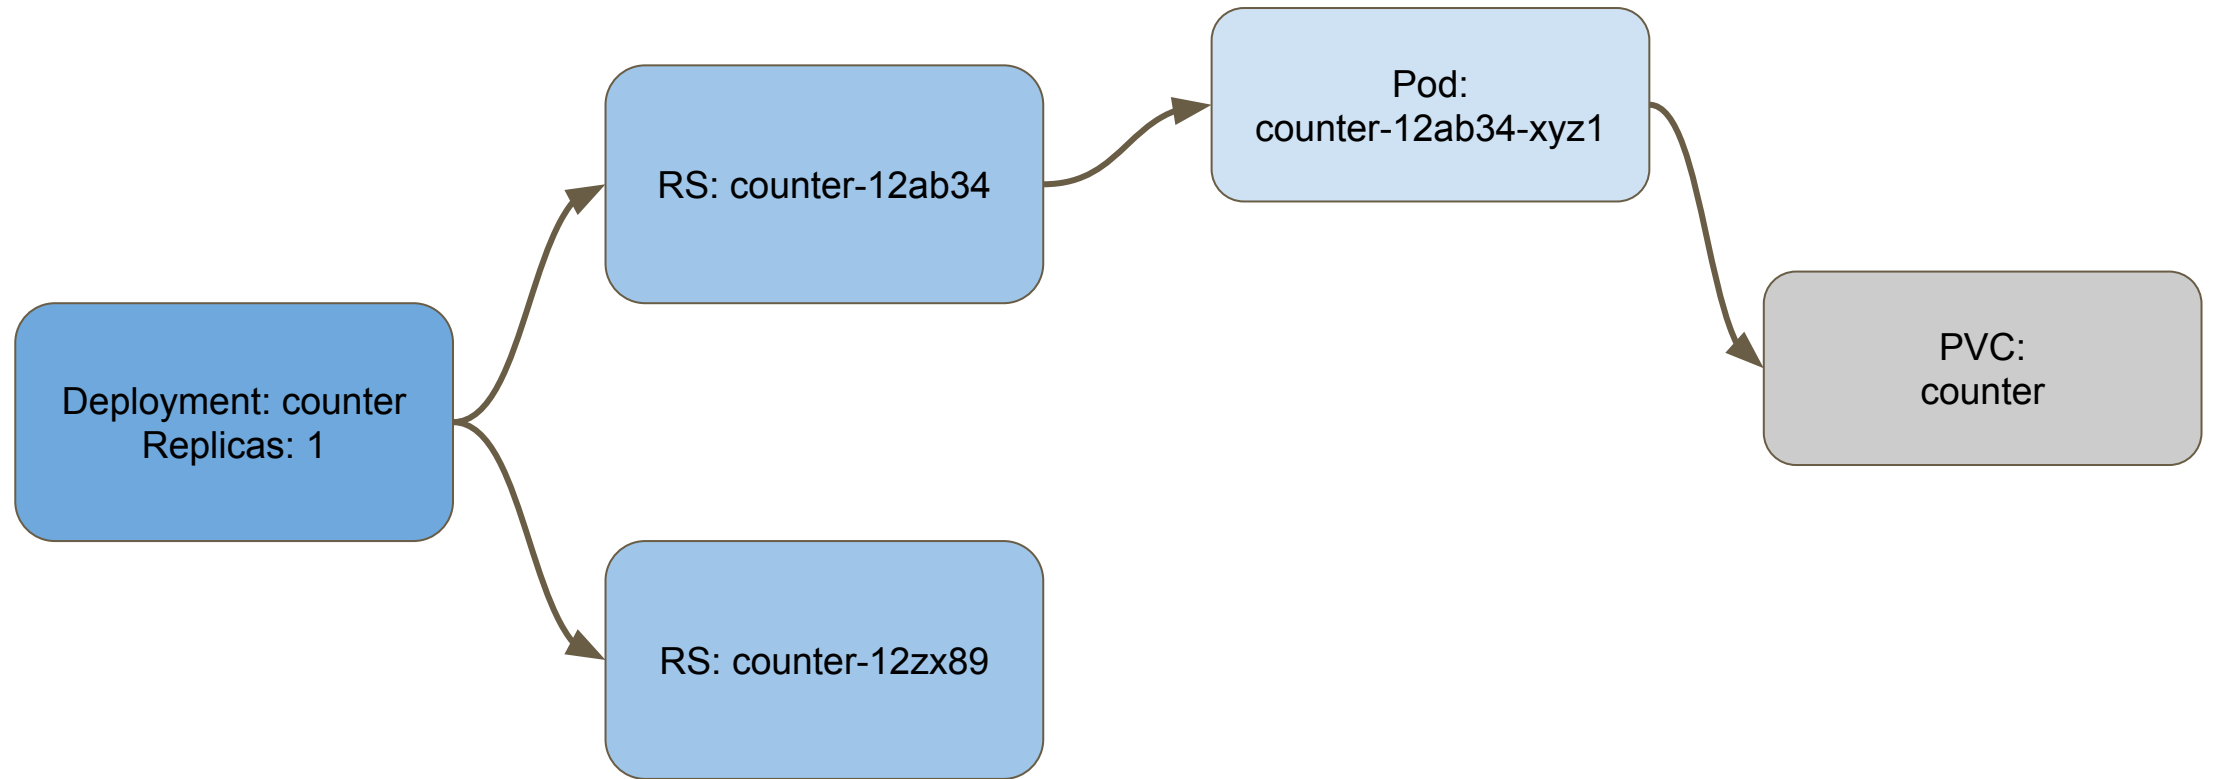 Deployment: counter
Replicas: 1
RS: counter-12ab34
RS: counter-12zx89
Pod:
counter-12ab34-xyz1
PVC:
counter